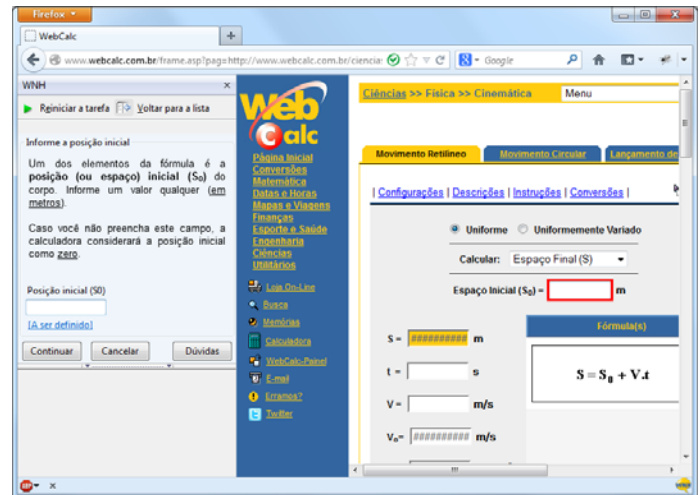 Firefox
WebCalc
www.webcalc.com.br/frame.asp?pag=http://www.webcalc.com.br/ciencia:
Google
WNH
Reiniciar a tarefa Voltar para a lista
Informe a posição inicial
Um dos elementos da fórmula é a
posição (ou espaço) inicial (S₀) do
corpo. Informe um valor qualquer (em
metros).
Caso você não preencha este campo, a
calculadora considerará a posição inicial
como zero.
Posição inicial (S0)
[A ser definido]
Continuar Cancelar Dúvidas
Web
Calc
Página Inicial
Conversões
Matemática
Datas e Horas
Mapas e Viagens
Finanças
Esporte e Saúde
Engenharia
Ciências
Utilitários
Loja On-Line
Busca
Memórias
Calculadora
WebCalc-Painel
E-mail
Erramos?
Twitter
Ciências >> Física >> Cinemática Menu
Movimento Retilíneo Movimento Circular Lançamento de
| Configurações | Descrições | Instruções | Conversões |
Uniforme Uniformemente Variado
Calcular: Espaço Final (S)
Espaço Inicial (S₀) = m
Fórmula(s)
S = ########## m
t = s
S = S₀ + V.t
V = m/s
V₀= ########## m/s
ABP